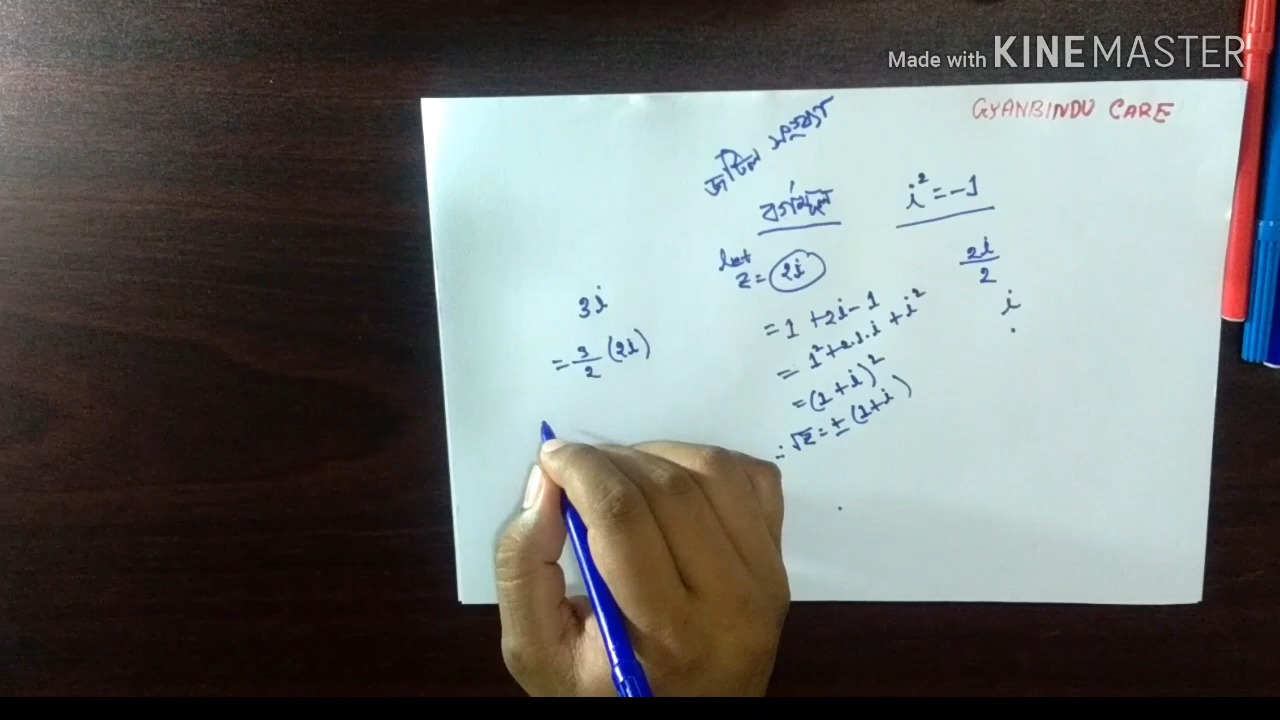 Made with KINEMASTER
GYANBINDU CARE
জটিল সংখ্যা
বর্গমূল
i² = -1
let
z = 2i
= 1 + 2i - 1
= 1² + 2.1.i + i²
= (1 + i)²
∴ √z = ± (1 + i)
2i/2
i
3i
= 3/2 (2i)